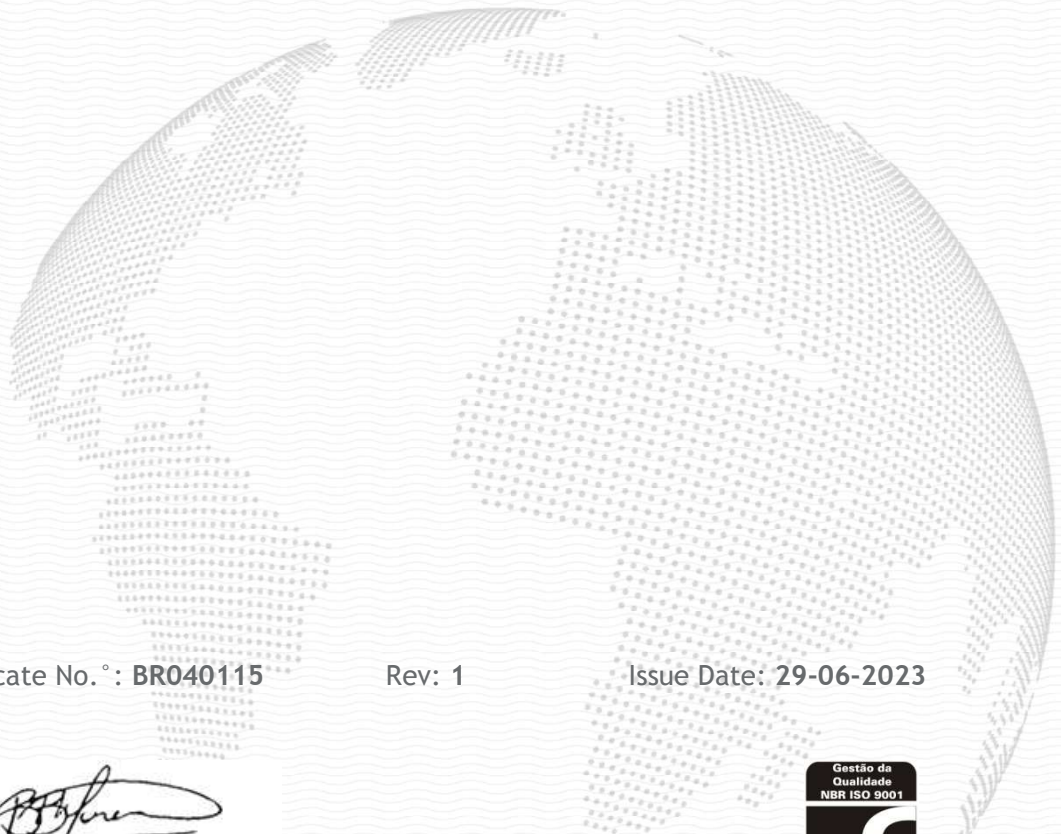 cate No.°: BR040115 Rev: 1 Issue Date: 29-06-2023
Gestão da
Qualidade
NBR ISO 9001